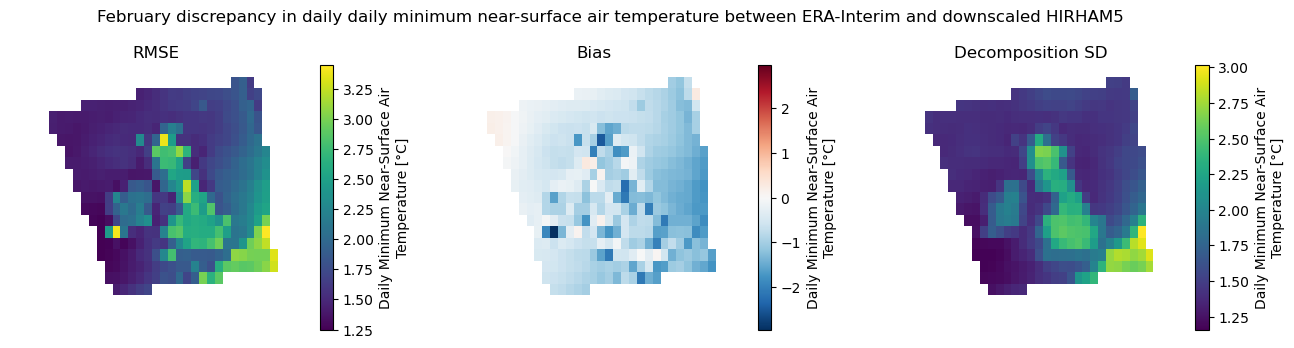 February discrepancy in daily daily minimum near-surface air temperature between ERA-Interim and downscaled HIRHAM5
RMSE
3.25
3.00
2.75
2.50
2.25
2.00
1.75
1.50
1.25
Daily Minimum Near-Surface Air
Temperature [°C]
Bias
2
1
0
−1
−2
Daily Minimum Near-Surface Air
Temperature [°C]
Decomposition SD
3.00
2.75
2.50
2.25
2.00
1.75
1.50
1.25
Daily Minimum Near-Surface Air
Temperature [°C]